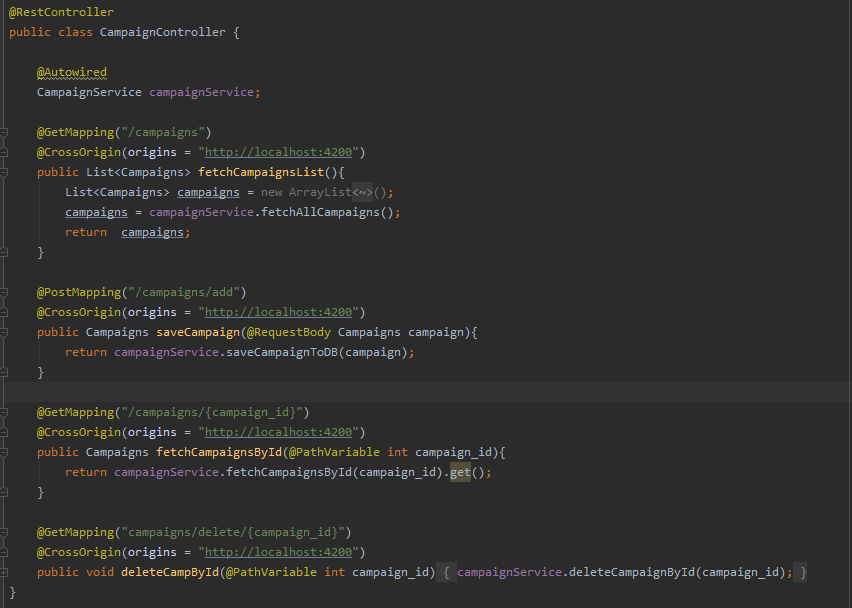 @RestController
public class CampaignController {
@Autowired
CampaignService campaignService;
@GetMapping("/campaigns")
@CrossOrigin(origins = "http://localhost:4200")
public List<Campaigns> fetchCampaignsList(){
List<Campaigns> campaigns = new ArrayList<~>();
campaigns = campaignService.fetchAllCampaigns();
return  campaigns;
}
@PostMapping("/campaigns/add")
@CrossOrigin(origins = "http://localhost:4200")
public Campaigns saveCampaign(@RequestBody Campaigns campaign){
return campaignService.saveCampaignToDB(campaign);
}
@GetMapping("/campaigns/{campaign_id}")
@CrossOrigin(origins = "http://localhost:4200")
public Campaigns fetchCampaignsById(@PathVariable int campaign_id){
return campaignService.fetchCampaignsById(campaign_id).get();
}
@GetMapping("campaigns/delete/{campaign_id}")
@CrossOrigin(origins = "http://localhost:4200")
public void deleteCampById(@PathVariable int campaign_id) { campaignService.deleteCampaignById(campaign_id); }
}